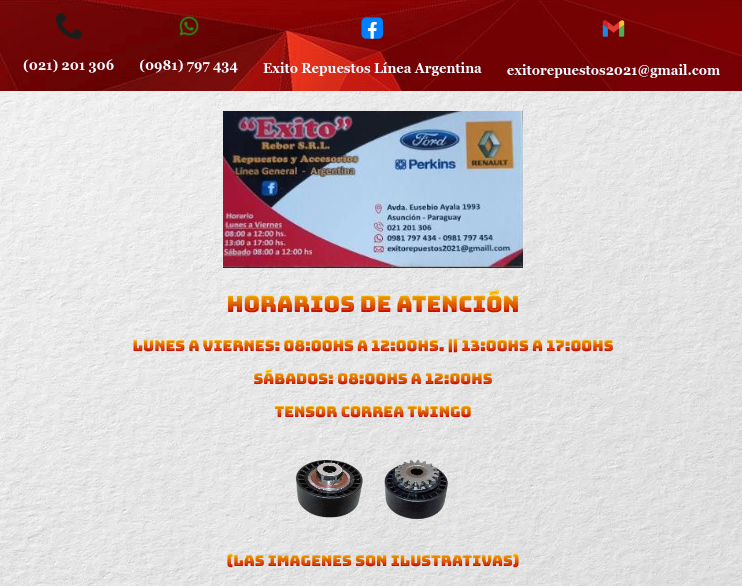 (021) 201 306
(0981) 797 434
Exito Repuestos Línea Argentina
exitorepuestos2021@gmail.com
“Exito”
Rebor S.R.L.
Repuestos y Accesorios
Línea General - Argentina
Ford
Perkins
RENAULT
Horario
Lunes a Viernes
08:00 a 12:00 hs.
13:00 a 17:00 hs.
Sábado 08:00 a 12:00 hs
Avda. Eusebio Ayala 1993
Asunción - Paraguay
021 201 306
0981 797 434 - 0981 797 454
exitorepuestos2021@gmaill.com
HORARIOS DE ATENCIÓN
LUNES A VIERNES: 08:00HS A 12:00HS. || 13:00HS A 17:00HS
SÁBADOS: 08:00HS A 12:00HS
TENSOR CORREA TWINGO
(LAS IMAGENES SON ILUSTRATIVAS)